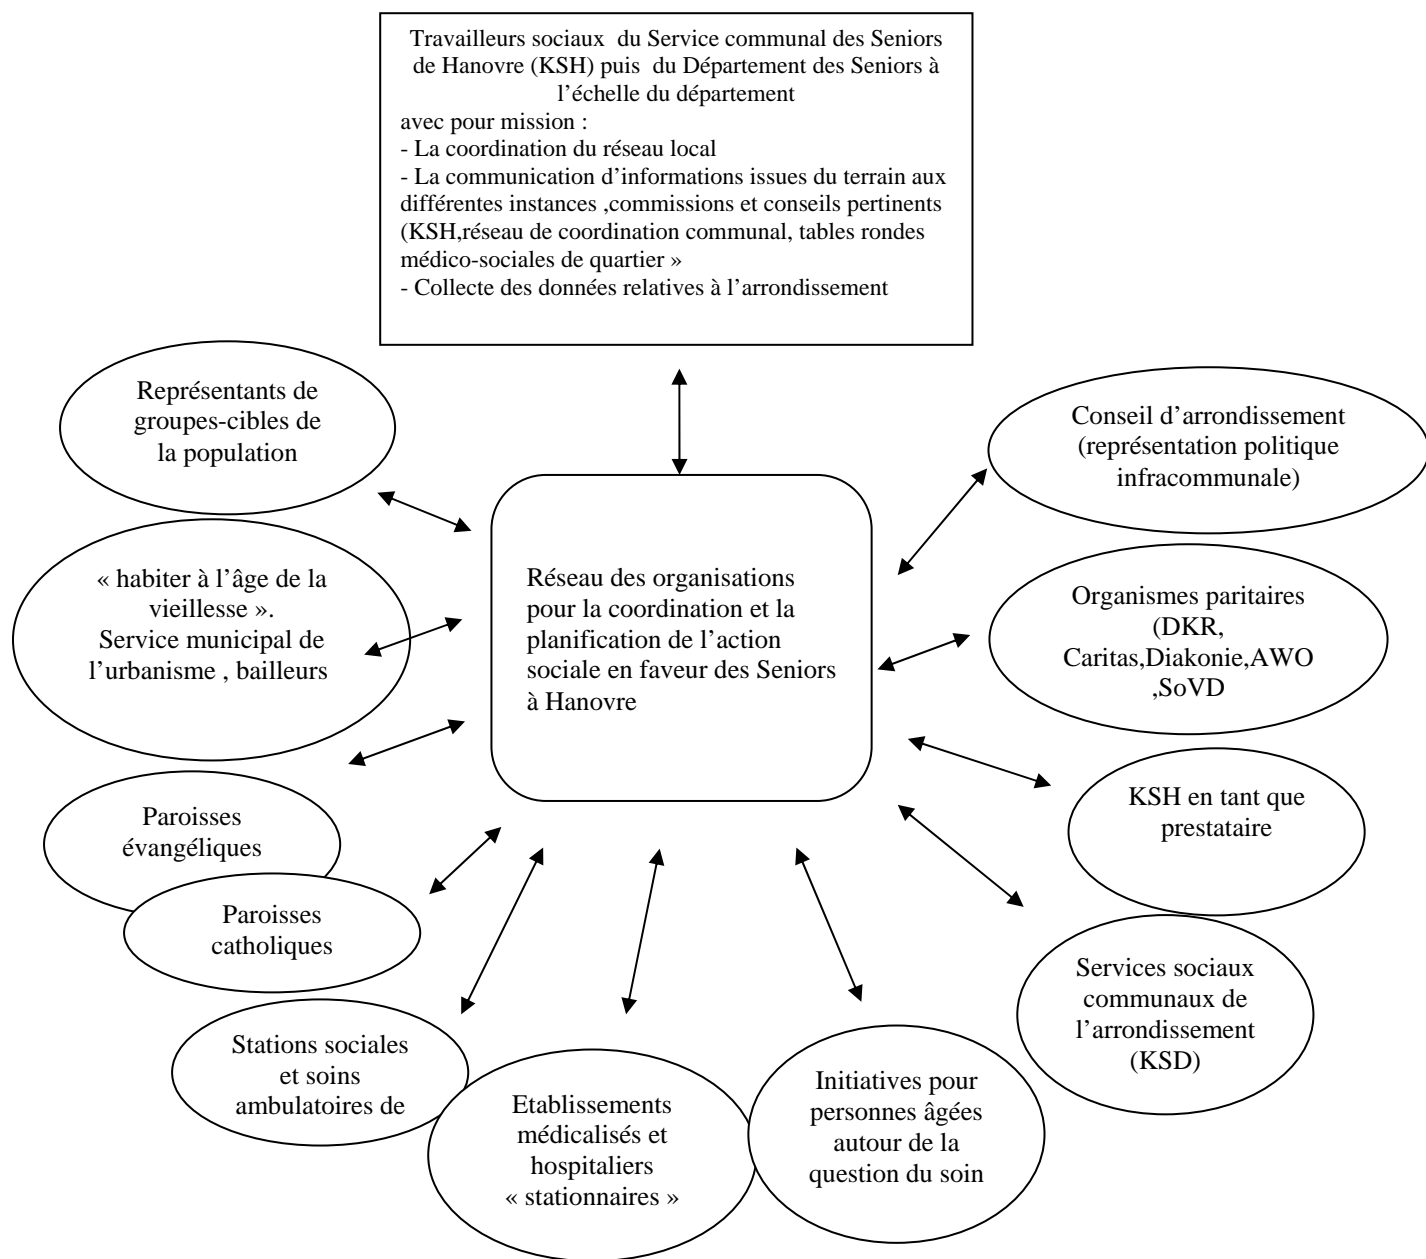 Travailleurs sociaux  du Service communal des Seniors
de Hanovre (KSH) puis  du Département des Seniors à
l’échelle du département
avec pour mission :
- La coordination du réseau local
- La communication d’informations issues du terrain aux
différentes instances ,commissions et conseils pertinents
(KSH,réseau de coordination communal, tables rondes
médico-sociales de quartier »
- Collecte des données relatives à l’arrondissement
Représentants de
groupes-cibles de
la population
Conseil d’arrondissement
(représentation politique
infracommunale)
« habiter à l’âge de la
vieillesse ».
Service municipal de
l’urbanisme , bailleurs
Réseau des organisations
pour la coordination et la
planification de l’action
sociale en faveur des Seniors
à Hanovre
Organismes paritaires
(DKR,
Caritas,Diakonie,AWO
,SoVD
Paroisses
évangéliques
KSH en tant que
prestataire
Paroisses
catholiques
Services sociaux
communaux de
l’arrondissement
(KSD)
Stations sociales
et soins
ambulatoires de
Etablissements
médicalisés et
hospitaliers
« stationnaires »
Initiatives pour
personnes âgées
autour de la
question du soin